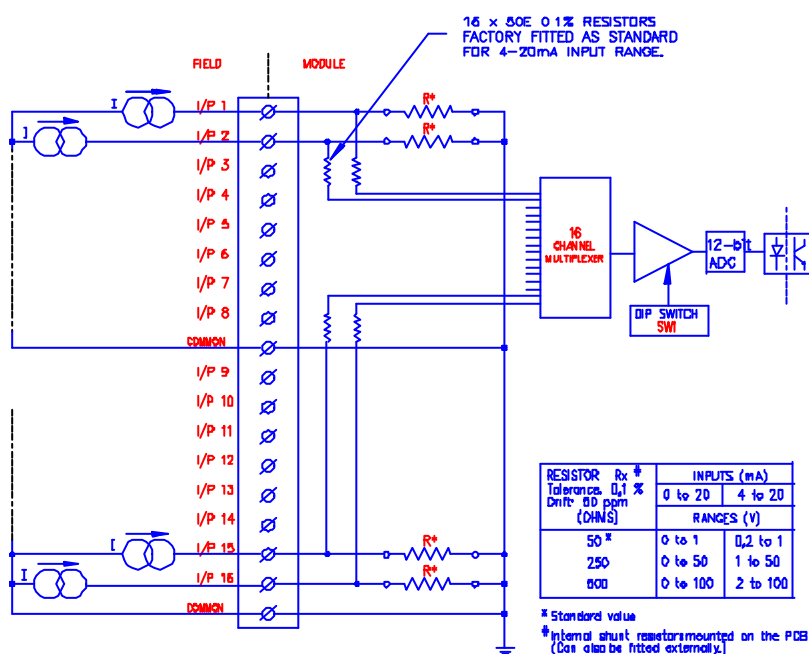 16 x 50E 0 1% RESISTORS
FACTORY FITTED AS STANDARD
FOR 4-20mA INPUT RANGE.
FIELD
MODULE
I
I/P 1
R*
I/P 2
R*
I/P 3
I/P 4
I/P 5
I/P 6
I/P 7
I/P 8
COMMON
I/P 9
I/P 10
I/P 11
I/P 12
I/P 13
I/P 14
I/P 15
R*
I
I/P 16
R*
COMMON
16
CHANNEL
MULTIPLEXER
12-bit
ADC
DIP SWITCH
SW1
RESISTOR Rx #
Tolerance. 0,1 %
Drift 60 ppm
(OHMS)
INPUTS (mA)
0 to 20
4 to 20
RANGES (V)
50 *
0 to 1
0,2 to 1
250
0 to 50
1 to 50
500
0 to 100
2 to 100
* Standard value
# Internal shunt resistors mounted on the PCB
(Can also be fitted externally.)